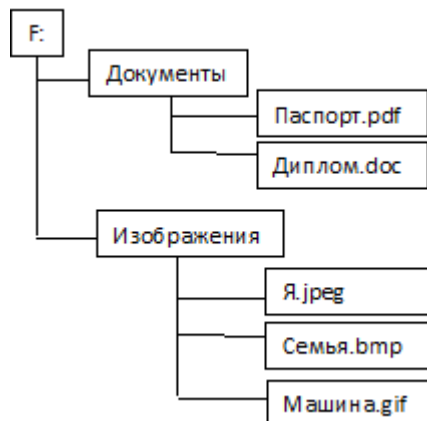 F:
Документы
Паспорт.pdf
Диплом.doc
Изображения
Я.jpeg
Семья.bmp
Машина.gif